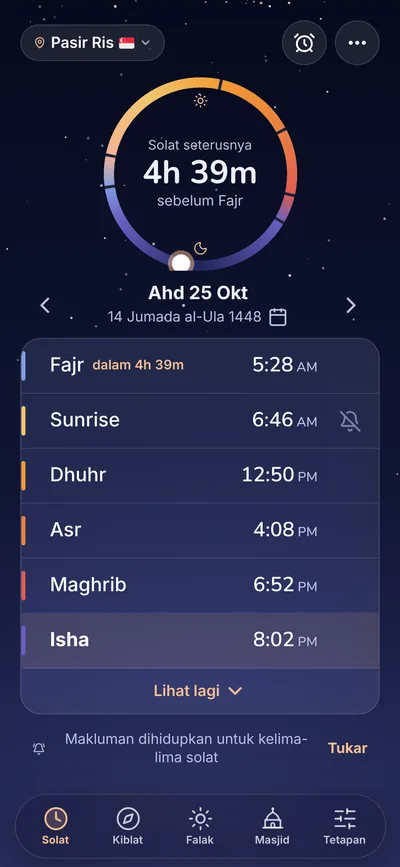 Pasir Ris 🇸🇬
Solat seterusnya
4h 39m
sebelum Fajr
Ahd 25 Okt
14 Jumada al-Ula 1448
Fajr dalam 4h 39m 5:28 AM
Sunrise 6:46 AM
Dhuhr 12:50 PM
Asr 4:08 PM
Maghrib 6:52 PM
Isha 8:02 PM
Lihat lagi
Makluman dihidupkan untuk kelima-
lima solat
Tukar
Solat Kiblat Falak Masjid Tetapan